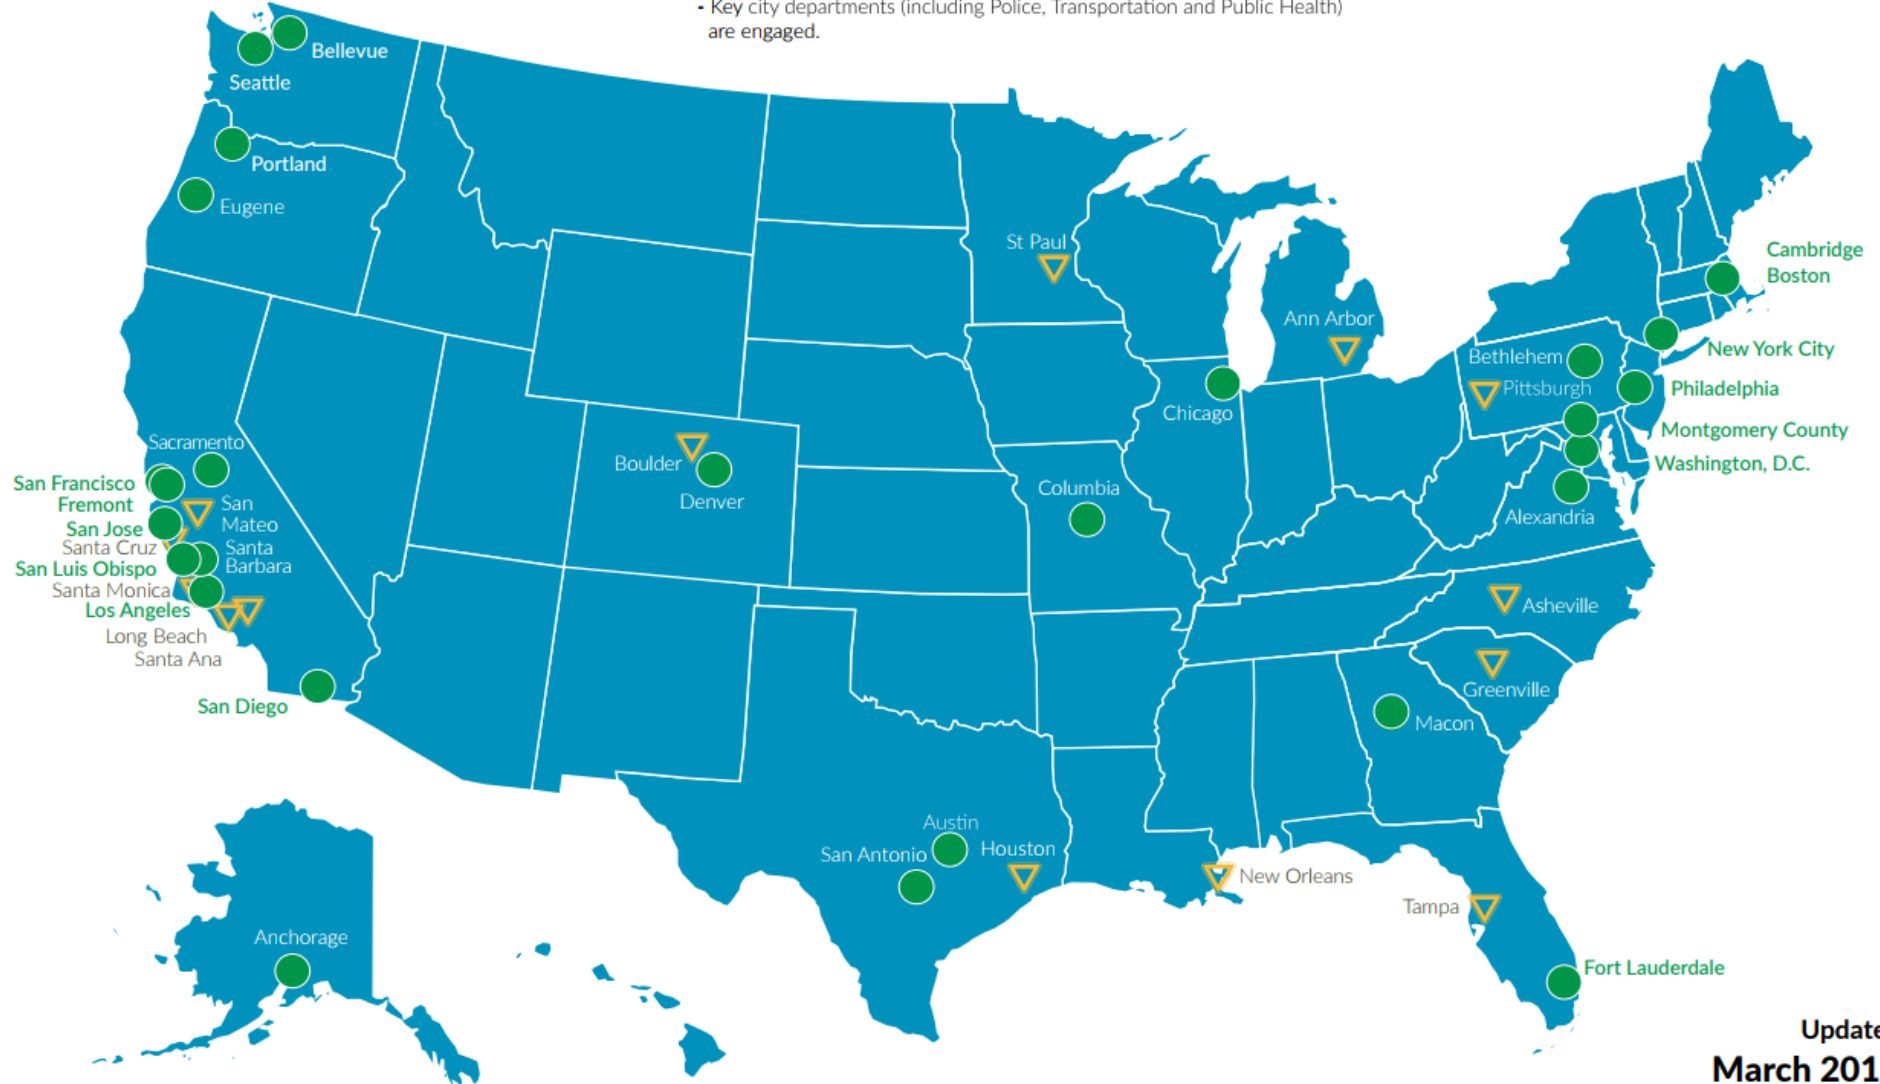 - Key city departments (including Police, Transportation and Public Health)
are engaged.
Bellevue
Seattle
Portland
Eugene
St Paul
Ann Arbor
Cambridge
Boston
New York City
Bethlehem
Pittsburgh
Philadelphia
Chicago
Montgomery County
Washington, D.C.
Alexandria
Sacramento
Boulder
Denver
Columbia
San Francisco
Fremont
San
Mateo
San Jose
Santa Cruz
Santa
Barbara
San Luis Obispo
Santa Monica
Los Angeles
Long Beach
Santa Ana
San Diego
Asheville
Greenville
Macon
Austin
San Antonio
Houston
New Orleans
Tampa
Anchorage
Fort Lauderdale
Update
March 201